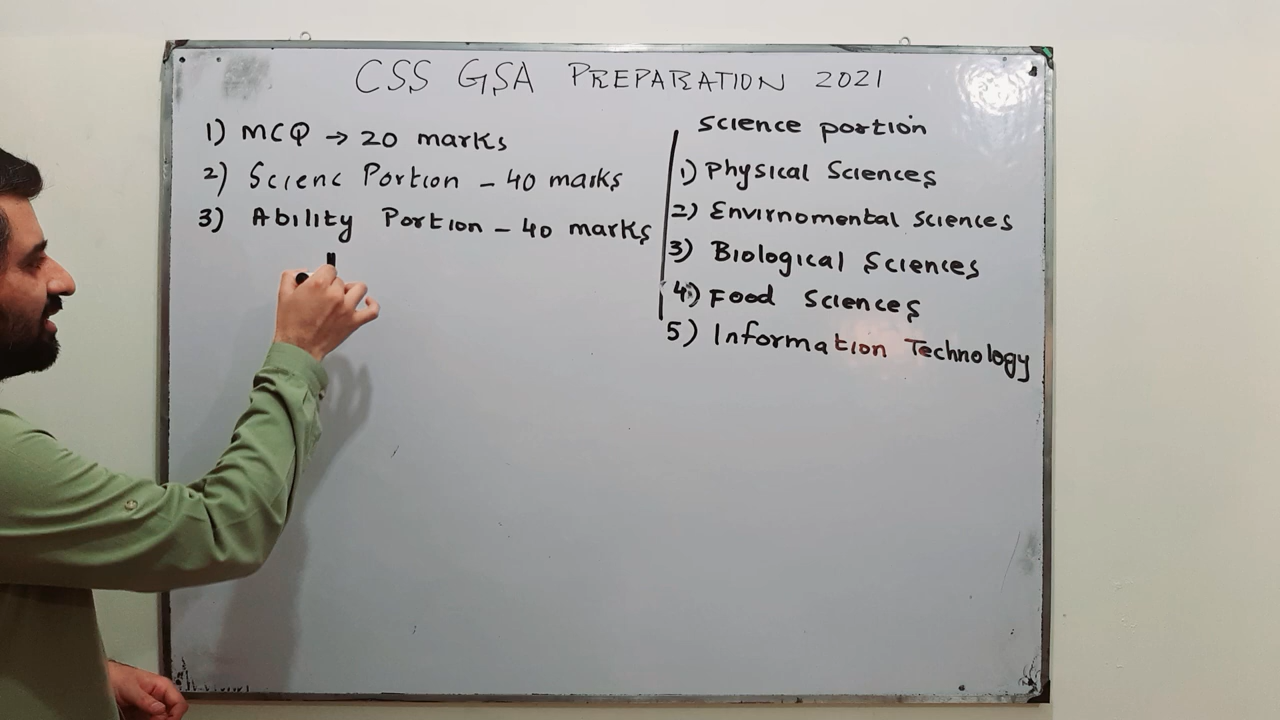 CSS GSA PREPARATION 2021
1) MCQ → 20 marks
2) Scienc Portion - 40 marks
3) Ability Portion - 40 marks
Science portion
1) Physical Sciences
2) Envirnomental Sciences
3) Biological Sciences
4) Food Sciences
5) Information Technology